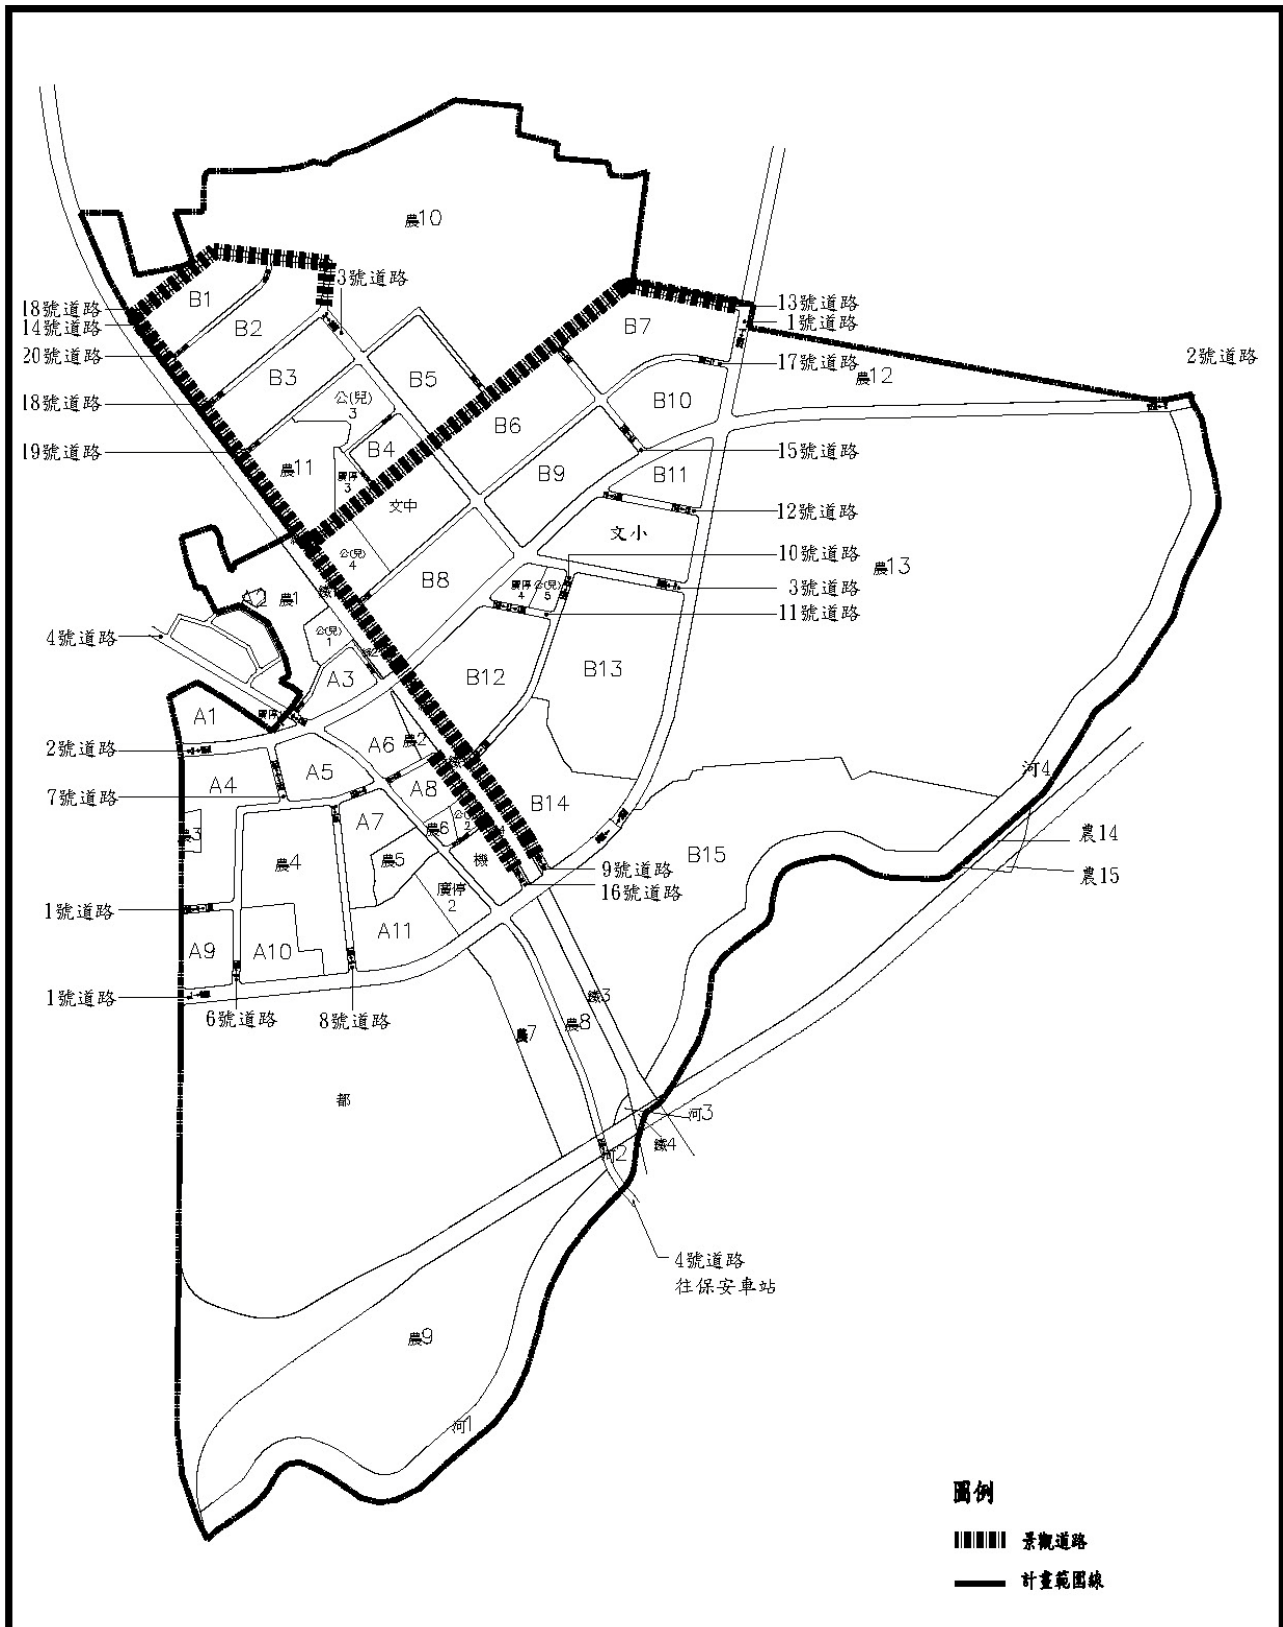 農10
3號道路
B1
18號道路
13號道路
14號道路
1號道路
B2
B7
20號道路
2號道路
17號道路
農12
B3
B5
公(兒)
3
18號道路
B10
B6
19號道路
B4
15號道路
農11
廣停
3
B9
B11
文中
12號道路
文小
公(兒)
4
10號道路
農13
B8
廣停
4
公(兒)
5
3號道路
農1
11號道路
4號道路
公(兒)
1
B12
B13
A3
A1
2號道路
A6
農2
A5
A4
7號道路
A8
B14
河4
A7
公(兒)
2
農3
農6
農14
農4
農5
機
B15
9號道路
農15
16號道路
廣停
2
1號道路
A11
A9
A10
1號道路
鐵3
6號道路
8號道路
農7
農8
都
河3
鐵4
河2
4號道路
往保安車站
農9
河1
圖例
景觀道路
計畫範圍線